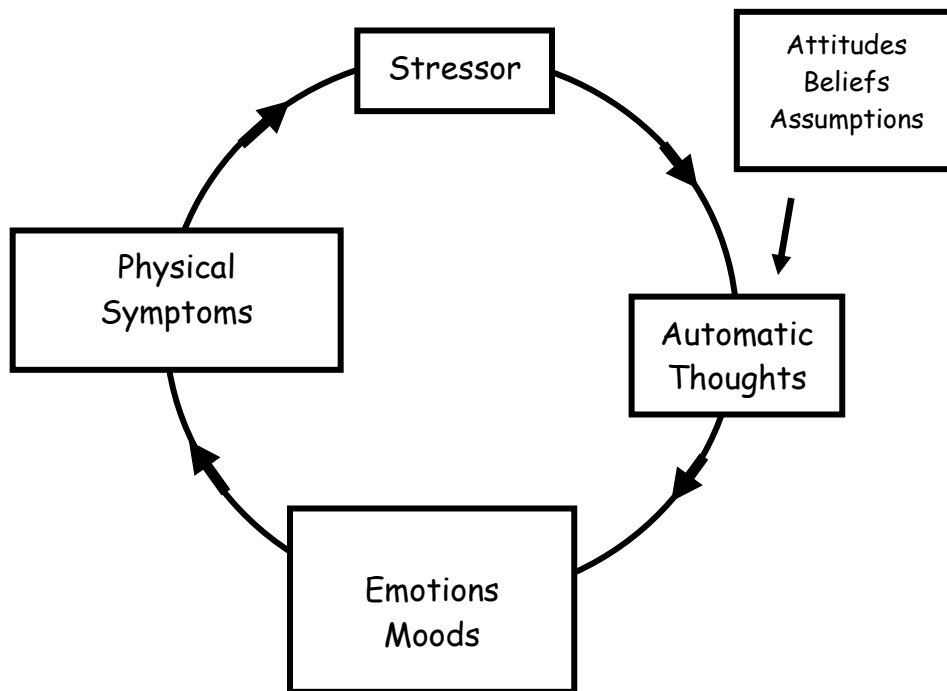 Stressor
Attitudes
Beliefs
Assumptions
Physical
Symptoms
Automatic
Thoughts
Emotions
Moods